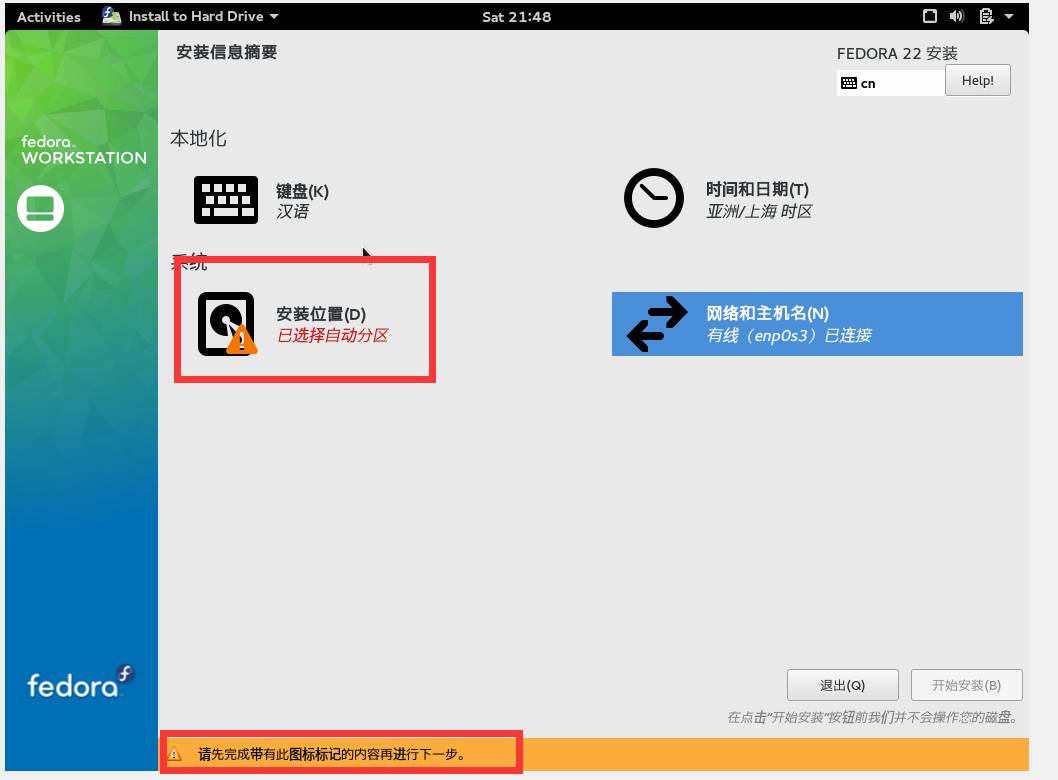 Activities Install to Hard Drive Sat 21:48
安装信息摘要
FEDORA 22 安装
cn Help!
fedora
WORKSTATION
本地化
键盘(K)
汉语
时间和日期(T)
亚洲/上海 时区
系统
安装位置(D)
已选择自动分区
网络和主机名(N)
有线（enp0s3）已连接
fedora
退出(Q) 开始安装(B)
在点击“开始安装”按钮前我们并不会操作您的磁盘。
请先完成带有此图标标记的内容再进行下一步。